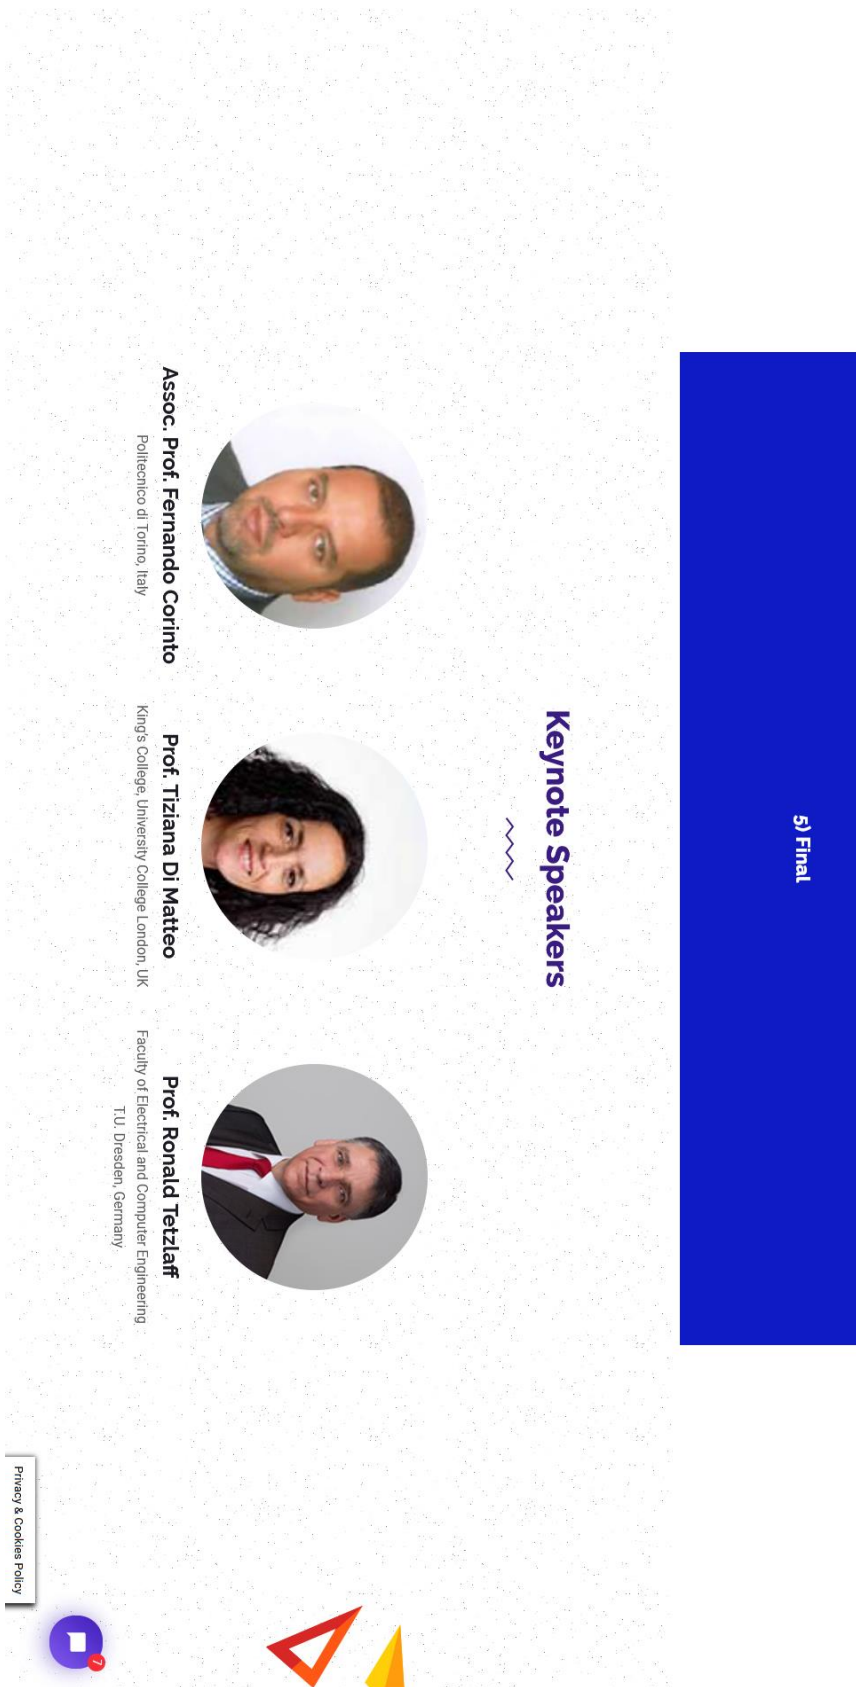 5) Final
Keynote Speakers
Assoc. Prof. Fernando Corinto
Politecnico di Torino, Italy
Prof. Tiziana Di Matteo
King's College, University College London, UK
Prof. Ronald Tetzlaff
Faculty of Electrical and Computer Engineering
T.U. Dresden, Germany
Privacy & Cookies Policy
7